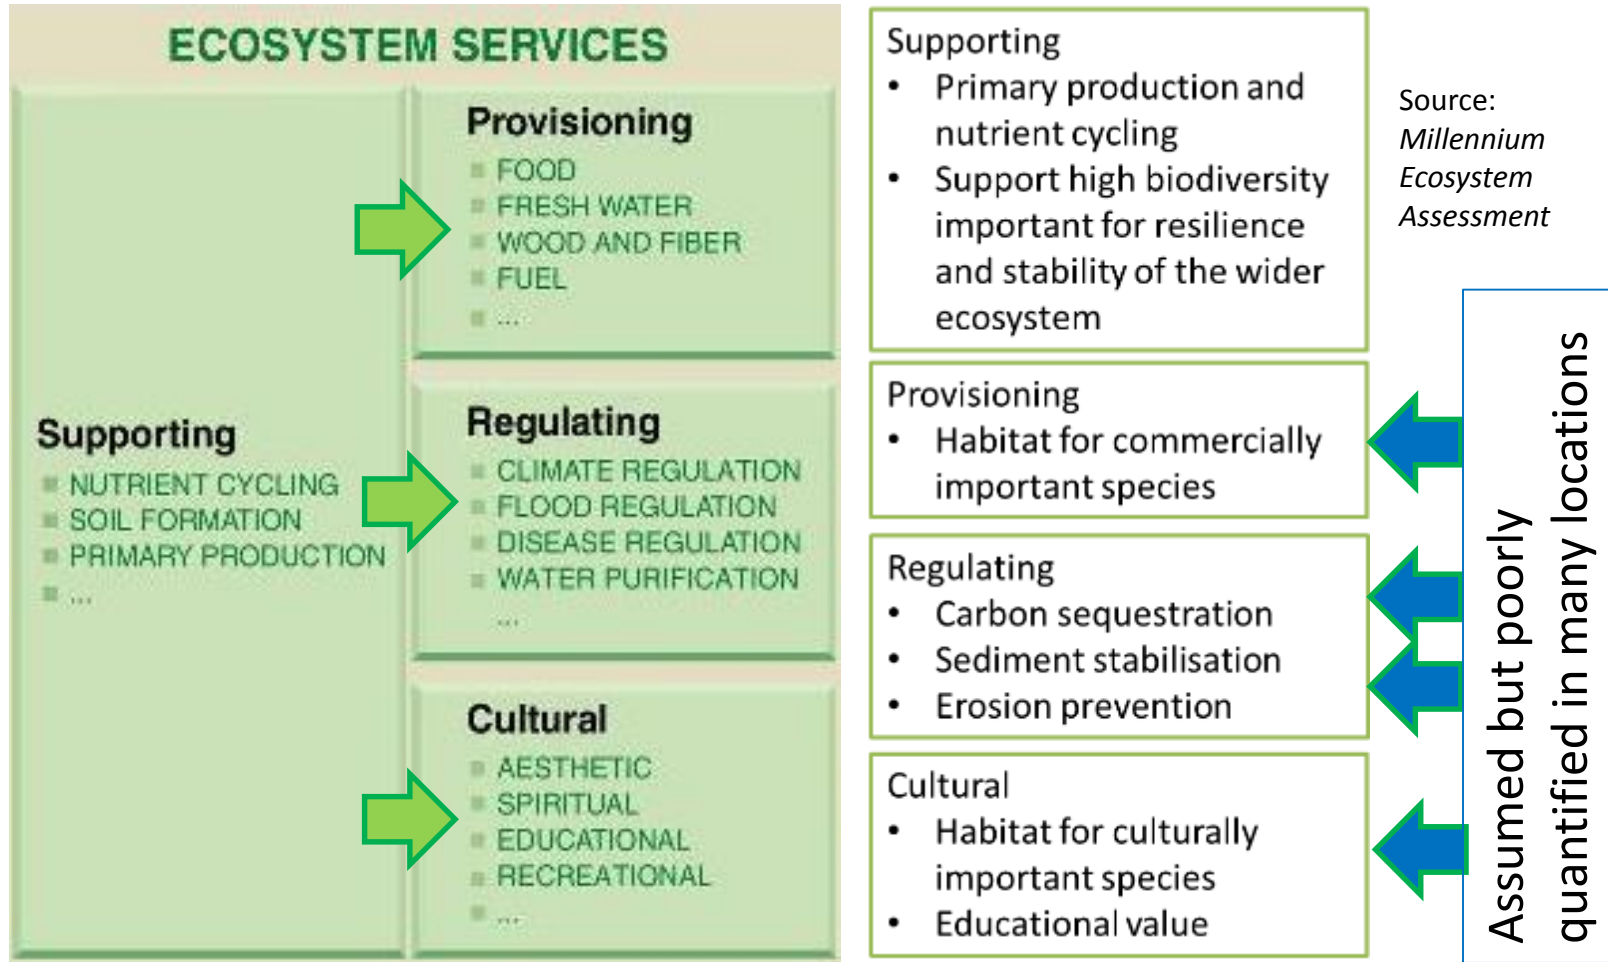 ECOSYSTEM SERVICES
Supporting
■ NUTRIENT CYCLING
■ SOIL FORMATION
■ PRIMARY PRODUCTION
■ ...
Provisioning
■ FOOD
■ FRESH WATER
■ WOOD AND FIBER
■ FUEL
■ ...
Regulating
■ CLIMATE REGULATION
■ FLOOD REGULATION
■ DISEASE REGULATION
■ WATER PURIFICATION
...
Cultural
■ AESTHETIC
■ SPIRITUAL
■ EDUCATIONAL
■ RECREATIONAL
■ ...
Supporting
• Primary production and
nutrient cycling
• Support high biodiversity
important for resilience
and stability of the wider
ecosystem
Provisioning
• Habitat for commercially
important species
Regulating
• Carbon sequestration
• Sediment stabilisation
• Erosion prevention
Cultural
• Habitat for culturally
important species
• Educational value
Source:
Millennium
Ecosystem
Assessment
Assumed but poorly
quantified in many locations